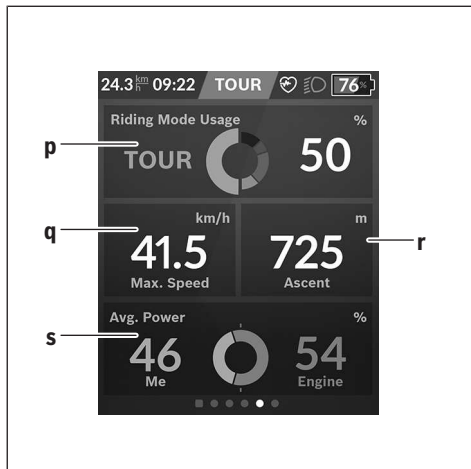 24.3 km/h 09:22 TOUR 76%
Riding Mode Usage %
p
TOUR 50
km/h m
q
41.5 725
r
Max. Speed Ascent
Avg. Power %
s
46 54
Me Engine